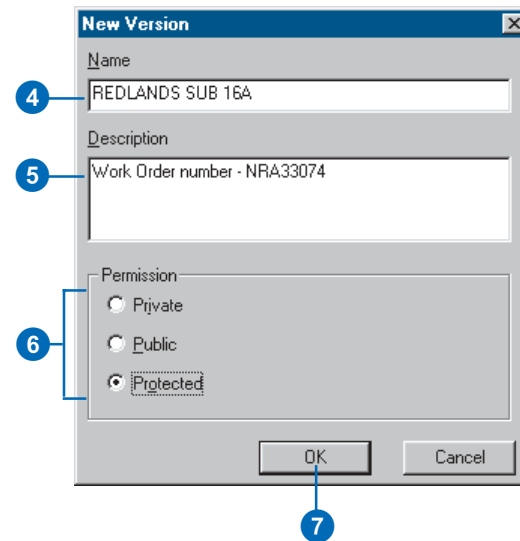 New Version
Name
4
REDLANDS SUB 16A
Description
5
Work Order number - NRA33074
Permission
Private
6
Public
Protected
OK
Cancel
7